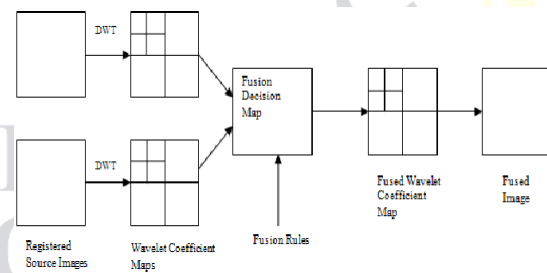 DWT
Fusion
Decision
Map
DWT
Fused Wavelet
Coefficient
Map
Fused
Image
Registered
Source Images
Wavelet Coefficient
Maps
Fusion Rules